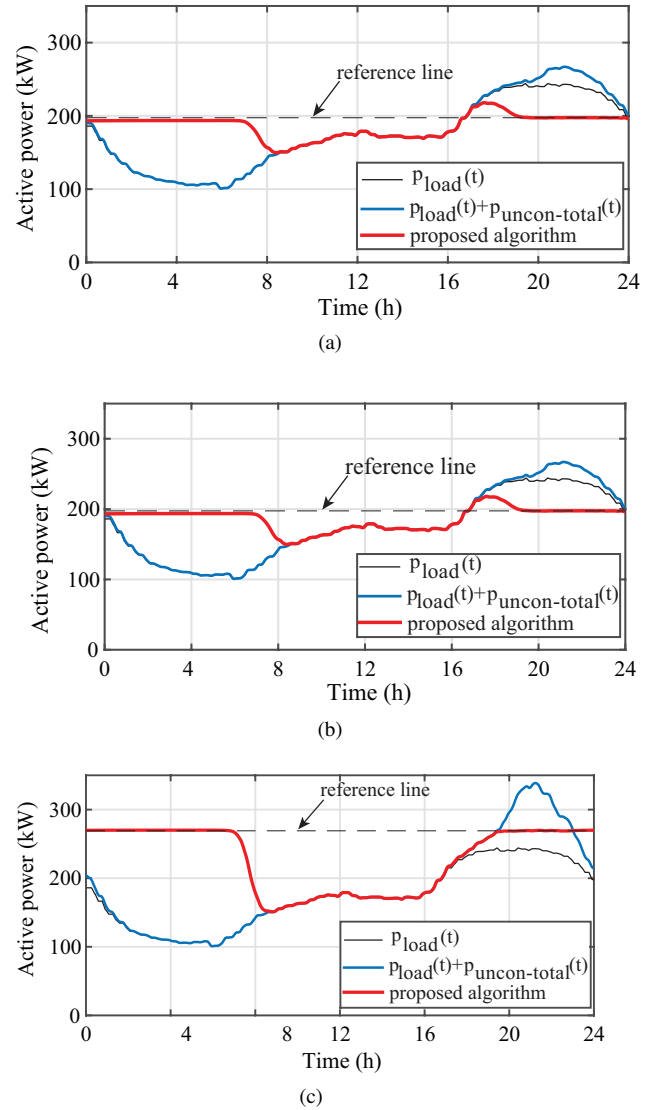 300
reference line
200
100
0
Active power (kW)
p_load(t)
p_load(t)+p_uncon-total(t)
proposed algorithm
0 4 8 12 16 20 24
Time (h)
(a)
300
reference line
200
100
0
Active power (kW)
p_load(t)
p_load(t)+p_uncon-total(t)
proposed algorithm
0 4 8 12 16 20 24
Time (h)
(b)
300
reference line
200
100
0
Active power (kW)
p_load(t)
p_load(t)+p_uncon-total(t)
proposed algorithm
0 4 8 12 16 20 24
Time (h)
(c)